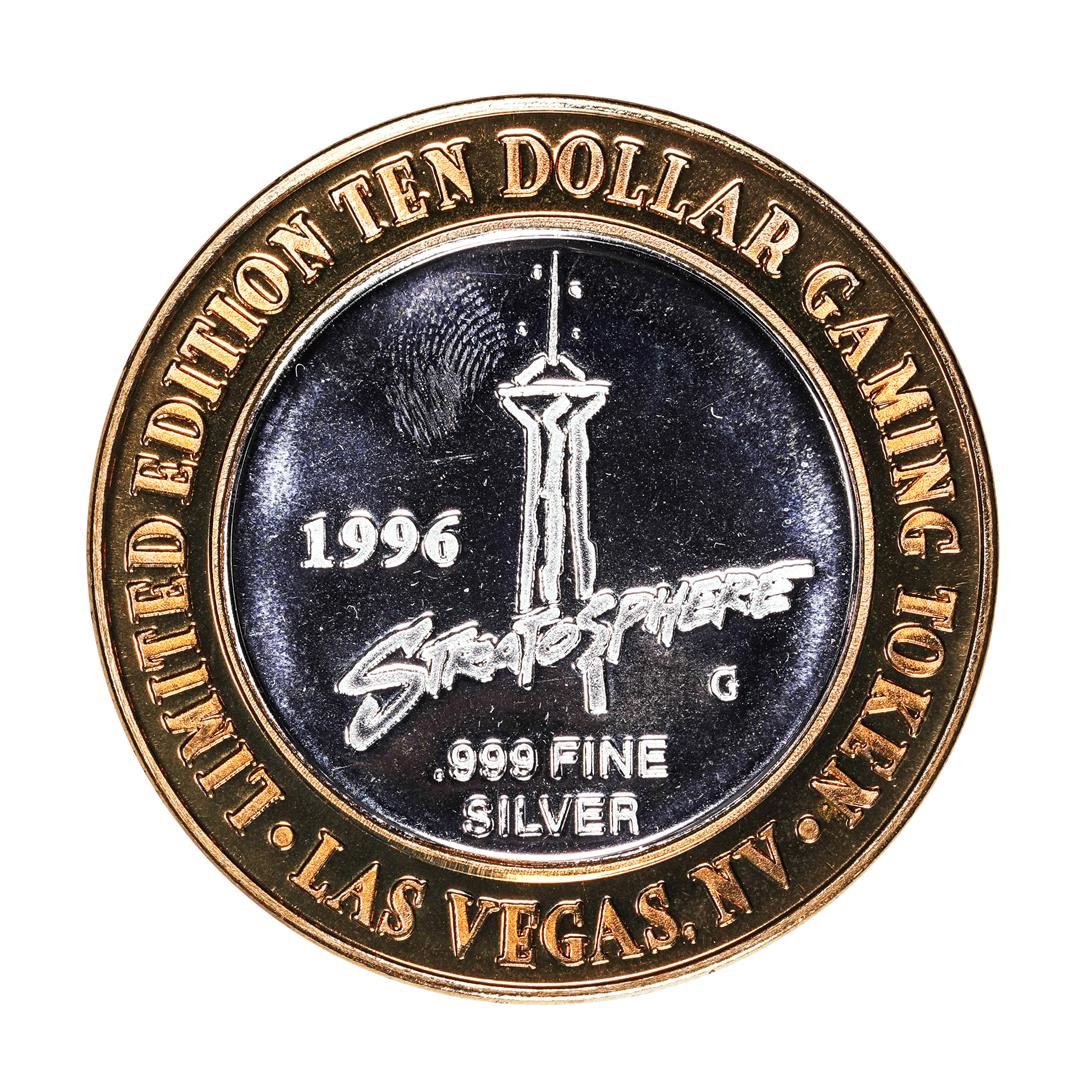 LIMITED EDITION TEN DOLLAR GAMING TOKEN
1996
STRATOSPHERE
G
.999 FINE
SILVER
• LAS VEGAS, NV •